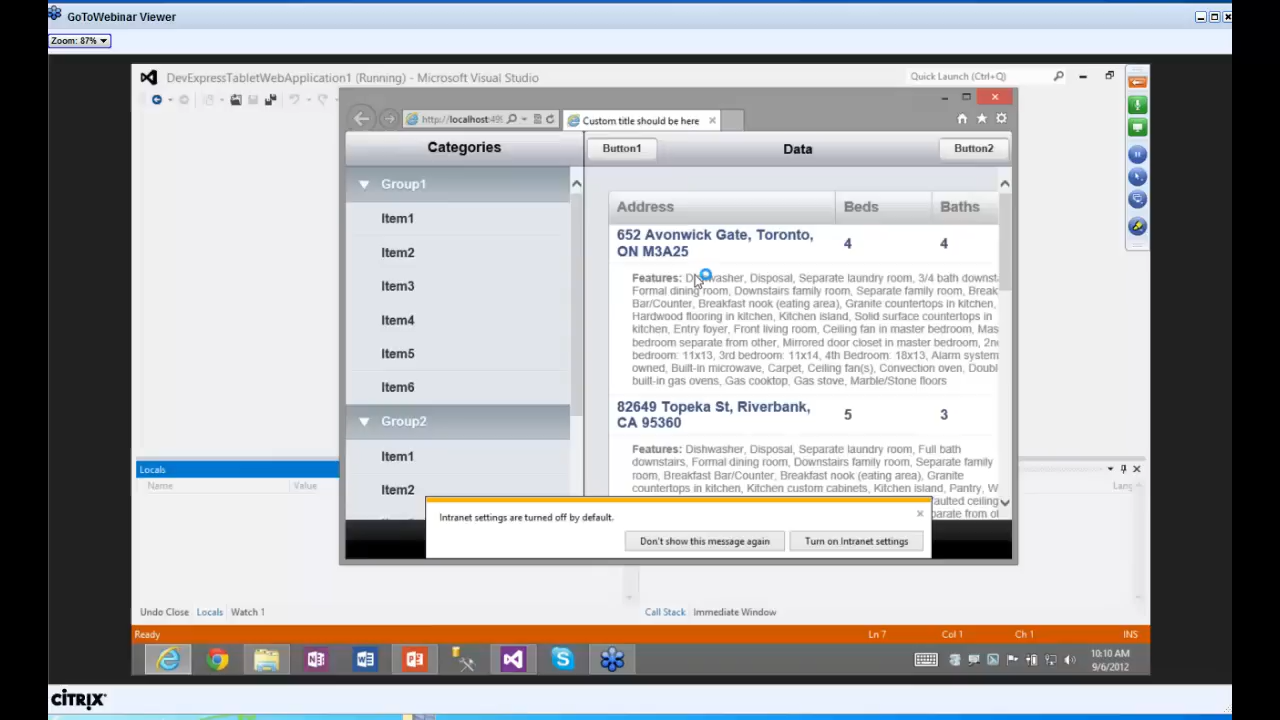 GoToWebinar Viewer
Zoom: 87%
DevExpressTabletWebApplication1 (Running) - Microsoft Visual Studio
Quick Launch (Ctrl+Q)
http://localhost:49
Custom title should be here
Categories
Button1
Data
Button2
Group1
Item1
Item2
Item3
Item4
Item5
Item6
Group2
Item1
Item2
Address Beds Baths
652 Avonwick Gate, Toronto,
ON M3A25
4 4
Features: Dishwasher, Disposal, Separate laundry room, 3/4 bath downsta
Formal dining room, Downstairs family room, Separate family room, Break
Bar/Counter, Breakfast nook (eating area), Granite countertops in kitchen,
Hardwood flooring in kitchen, Kitchen island, Solid surface countertops in
kitchen, Entry foyer, Front living room, Ceiling fan in master bedroom, Mas
bedroom separate from other, Mirrored door closet in master bedroom, 2nd
bedroom: 11x13, 3rd bedroom: 11x14, 4th Bedroom: 18x13, Alarm system
owned, Built-in microwave, Carpet, Ceiling fan(s), Convection oven, Doubl
built-in gas ovens, Gas cooktop, Gas stove, Marble/Stone floors
82649 Topeka St, Riverbank,
CA 95360
5 3
Features: Dishwasher, Disposal, Separate laundry room, Full bath
downstairs, Formal dining room, Downstairs family room, Separate family
room, Breakfast Bar/Counter, Breakfast nook (eating area), Granite
countertops in kitchen, Kitchen custom cabinets, Kitchen island, Pantry, W
aulted ceiling
parate from ot
Intranet settings are turned off by default.
Don't show this message again
Turn on Intranet settings
Locals
Name Value
Lang
Undo Close Locals Watch 1
Call Stack Immediate Window
Ready
Ln 7 Col 1 Ch 1 INS
10:10 AM
9/6/2012
CITRIX